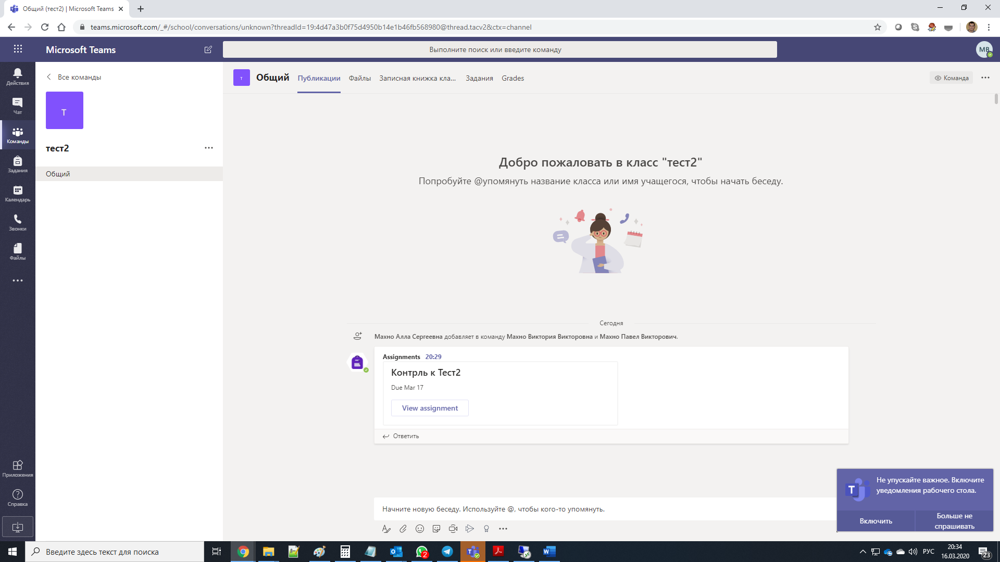 Общий (тест2) | Microsoft Teams
teams.microsoft.com/_#/school/conversations/unknown?threadId=19:4d47a3b0f75d4950b14e1b46fb568980@thread.tacv2&ctx=channel
Microsoft Teams
Выполните поиск или введите команду
MB
Действия
Чат
Команды
Задания
Календарь
Звонки
Файлы
Приложения
Справка
Все команды
Т
тест2
Общий
Т
Общий
Публикации
Файлы
Записная книжка кла...
Задания
Grades
Команда
Добро пожаловать в класс "тест2"
Попробуйте @упомянуть название класса или имя учащегося, чтобы начать беседу.
Сегодня
Махно Алла Сергеевна добавляет в команду Махно Виктория Викторовна и Махно Павел Викторович.
Assignments 20:29
Контрль к Тест2
Due Mar 17
View assignment
Ответить
Начните новую беседу. Используйте @, чтобы кого-то упомянуть.
Не упускайте важное. Включите
уведомления рабочего стола.
Включить
Больше не
спрашивать
Введите здесь текст для поиска
2
РУС
20:34
16.03.2020
23